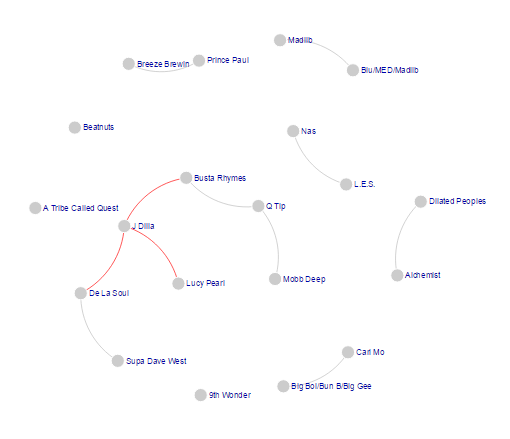 Madlib
Breeze Brewin
Prince Paul
Blu/MED/Madlib
Beatnuts
Nas
Busta Rhymes
L.E.S.
Dilated Peoples
A Tribe Called Quest
Q Tip
J Dilla
Alchemist
Mobb Deep
Lucy Pearl
De La Soul
Carl Mo
Supa Dave West
Big Boi/Bun B/Big Gee
9th Wonder